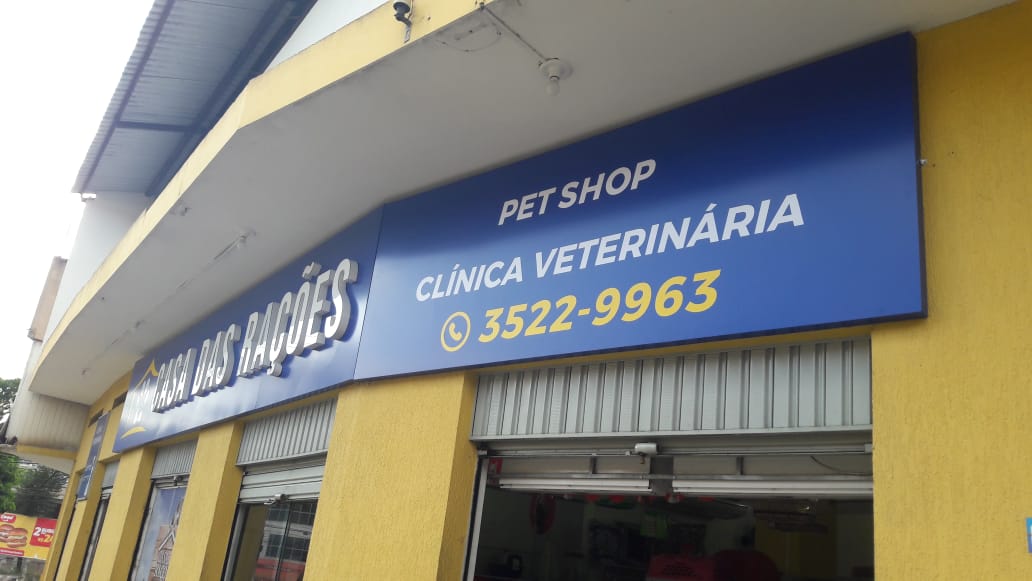 CASA DAS RAÇÕES
PET SHOP
CLÍNICA VETERINÁRIA
3522-9963